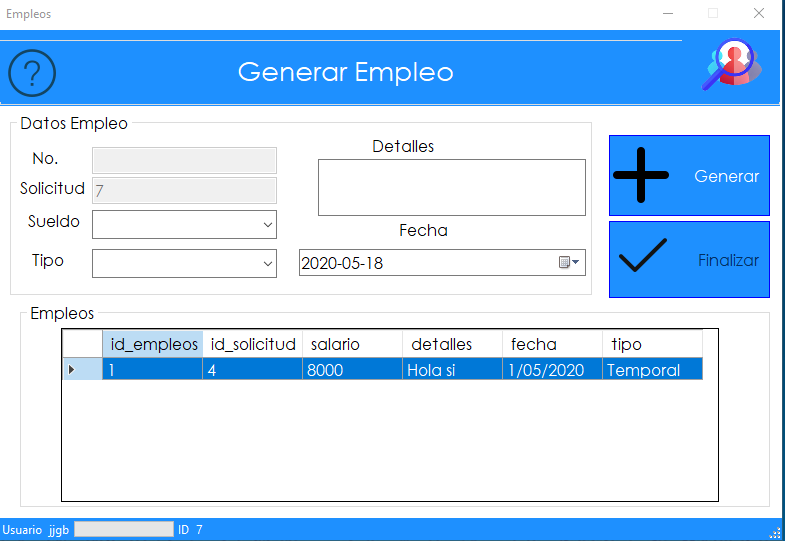 Empleos
?
Generar Empleo
Datos Empleo
No.
Solicitud 7
Sueldo
Tipo
Detalles
Fecha
2020-05-18
Generar
Finalizar
Empleos
id_empleos id_solicitud salario detalles fecha tipo
1 4 8000 Hola si 1/05/2020 Temporal
Usuario jjgb ID 7